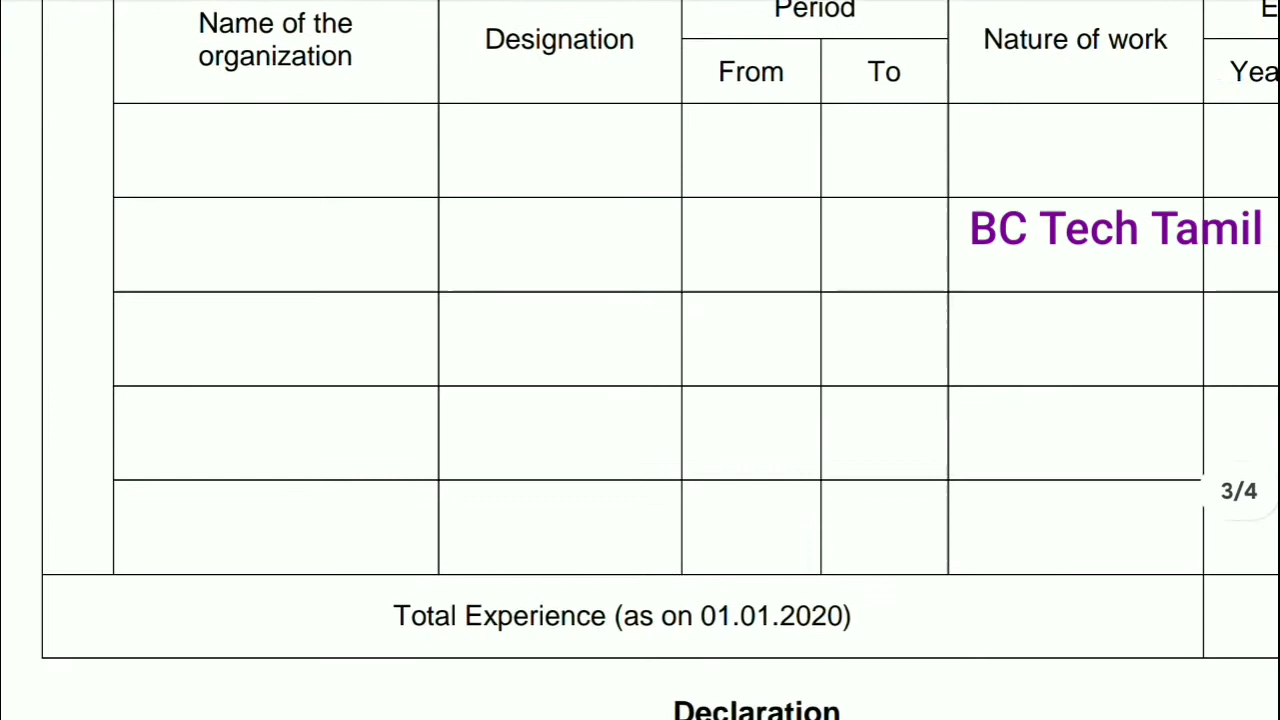 Period
Name of the
organization
Designation
Nature of work
From
To
BC Tech Tamil
3/4
Total Experience (as on 01.01.2020)
Declaration